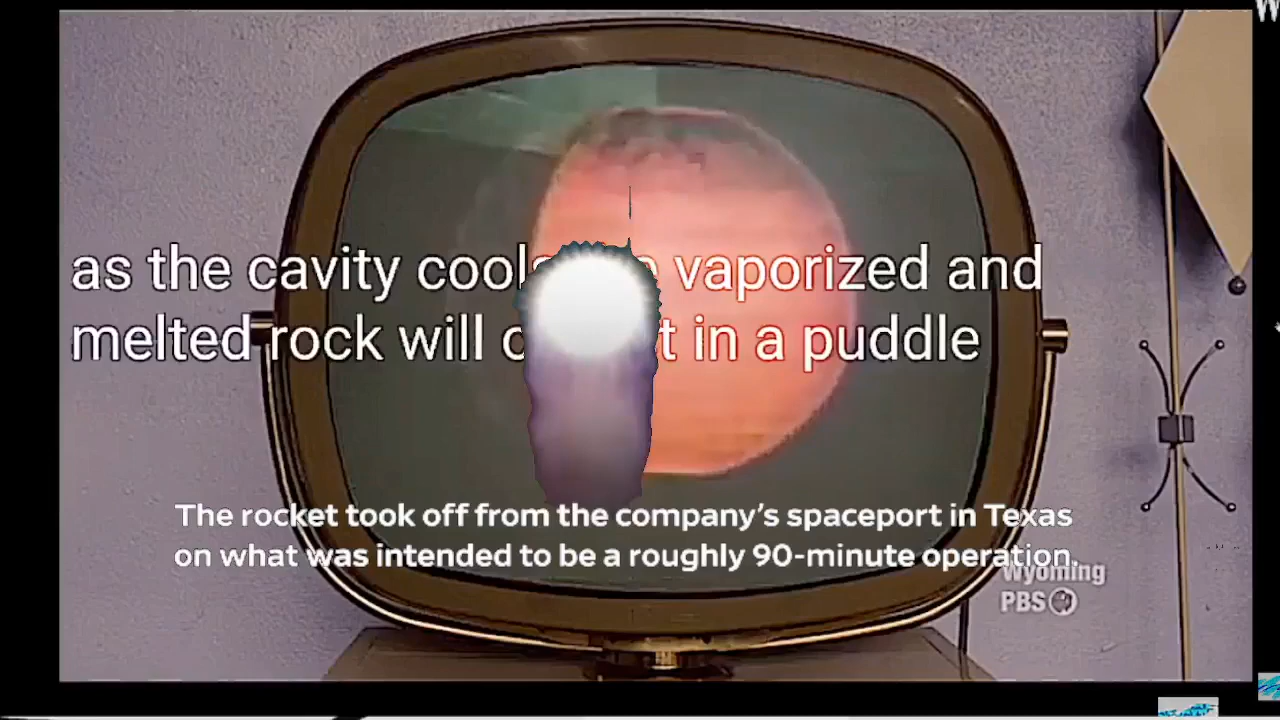 W
as the cavity cools vaporized and
melted rock will t in a puddle
The rocket took off from the company's spaceport in Texas
on what was intended to be a roughly 90-minute operation.
Wyoming
PBS